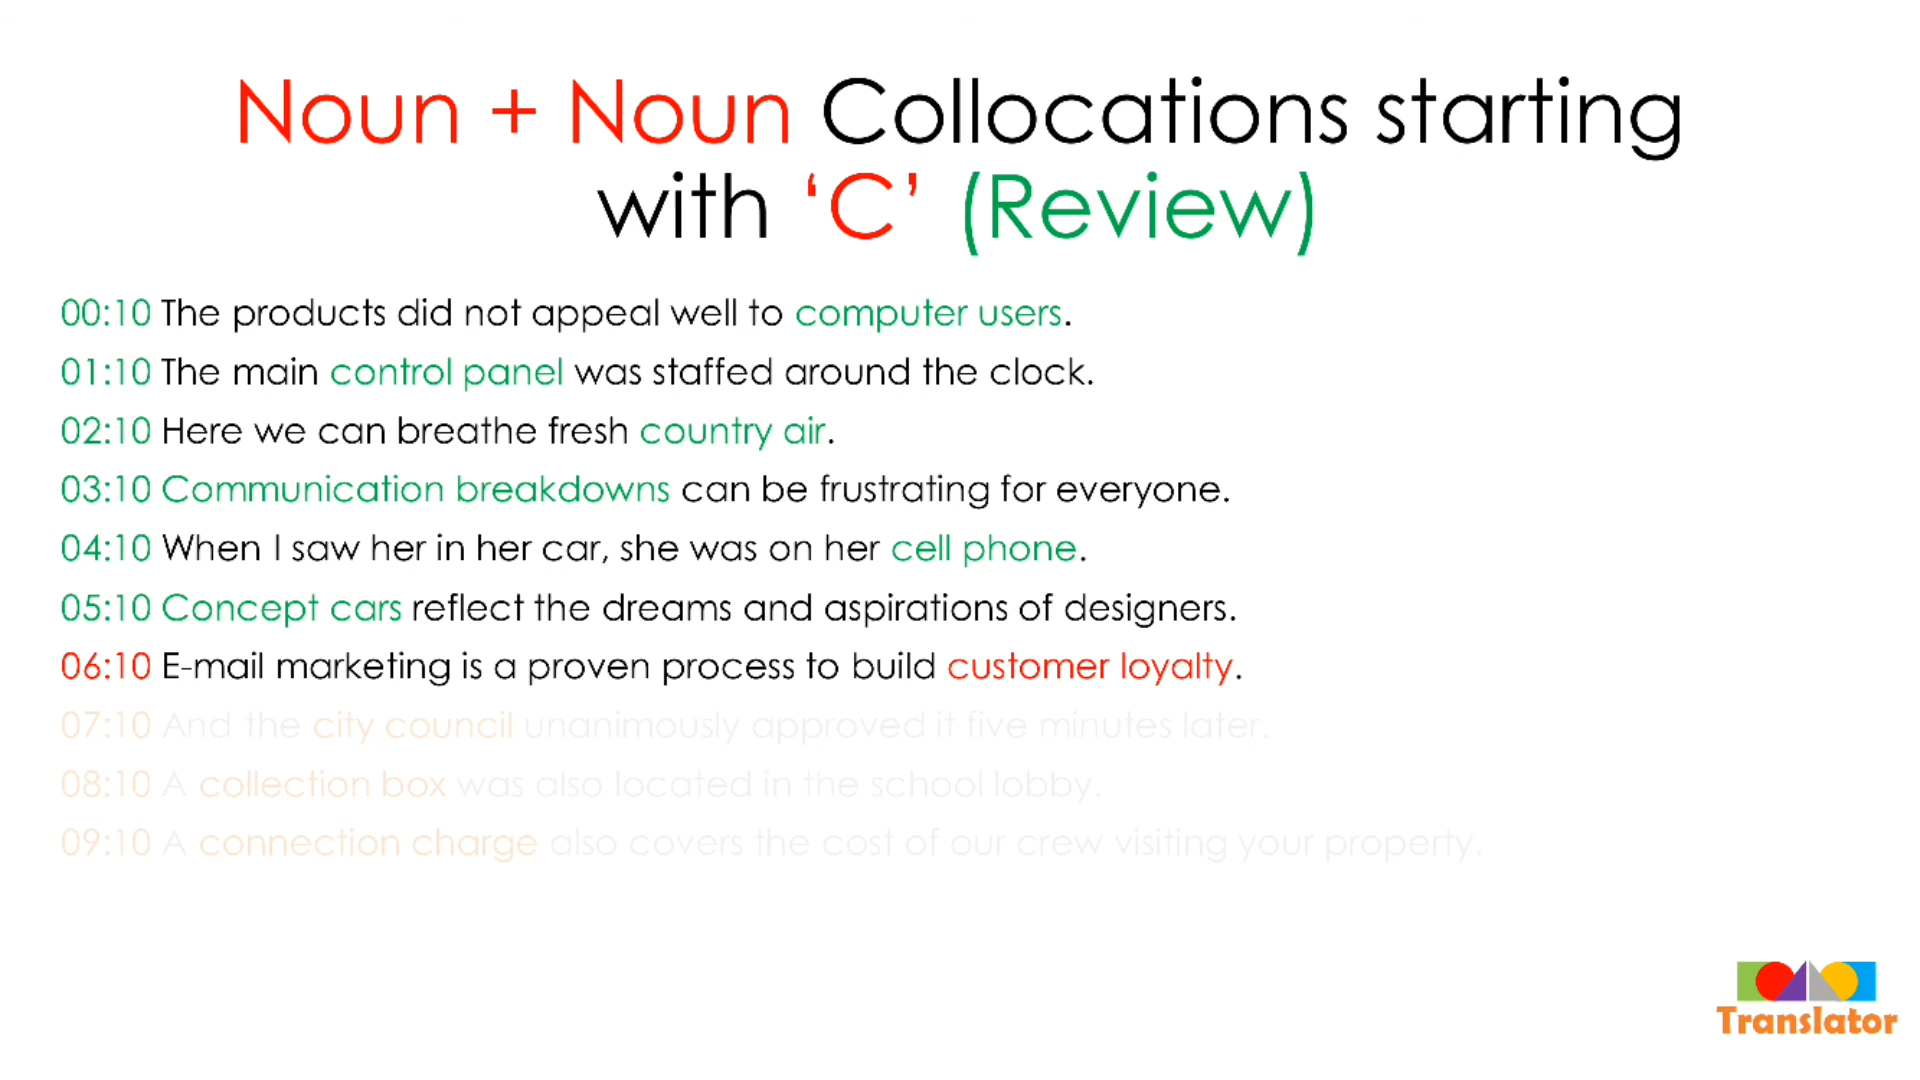 Noun + Noun Collocations starting
with ‘C’ (Review)
00:10 The products did not appeal well to computer users.
01:10 The main control panel was staffed around the clock.
02:10 Here we can breathe fresh country air.
03:10 Communication breakdowns can be frustrating for everyone.
04:10 When I saw her in her car, she was on her cell phone.
05:10 Concept cars reflect the dreams and aspirations of designers.
06:10 E-mail marketing is a proven process to build customer loyalty.
07:10 And the city council unanimously approved it five minutes later.
08:10 A collection box was also located in the school lobby.
09:10 A connection charge also covers the cost of our crew visiting your property.
Translator